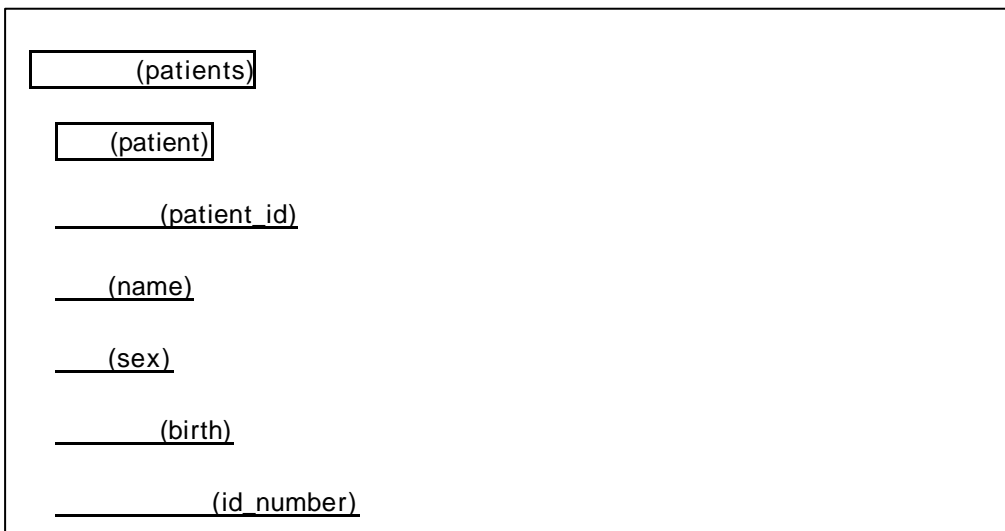 (patients)
(patient)
(patient_id)
(name)
(sex)
(birth)
(id_number)